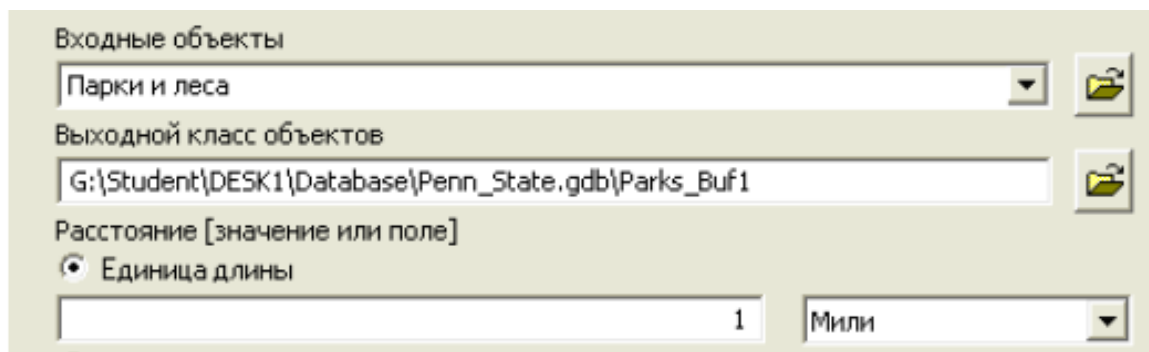 Входные объекты
Парки и леса
Выходной класс объектов
G:\Student\DESK1\Database\Penn_State.gdb\Parks_Buf1
Расстояние [значение или поле]
Единица длины
1 Мили